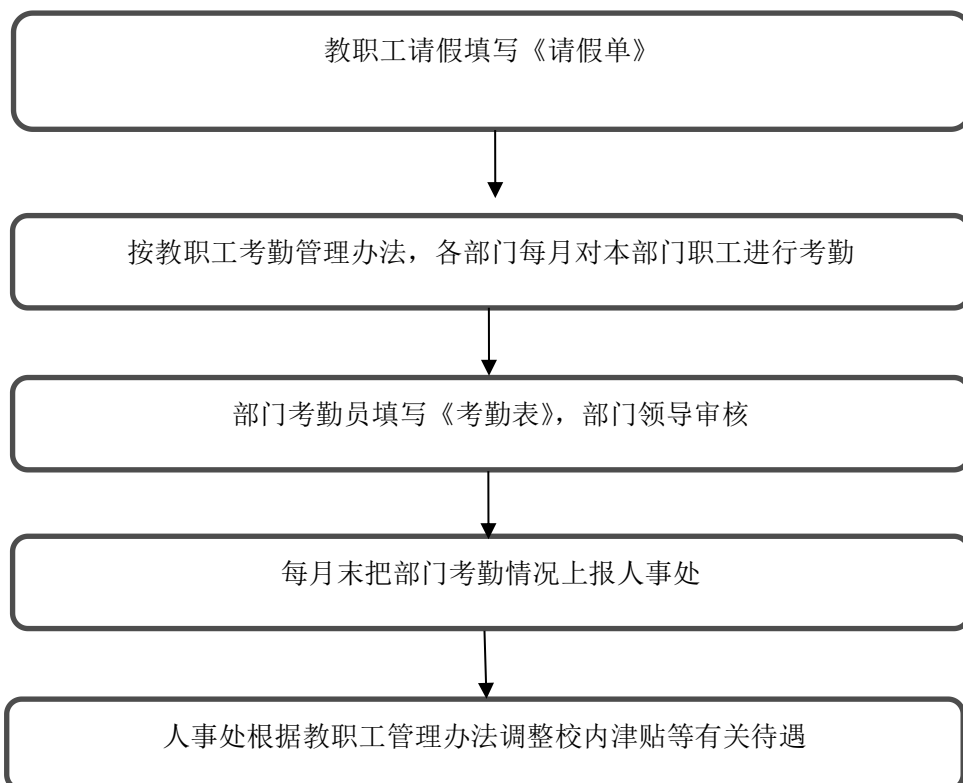 教职工请假填写《请假单》
按教职工考勤管理办法，各部门每月对本部门职工进行考勤
部门考勤员填写《考勤表》，部门领导审核
每月末把部门考勤情况上报人事处
人事处根据教职工管理办法调整校内津贴等有关待遇